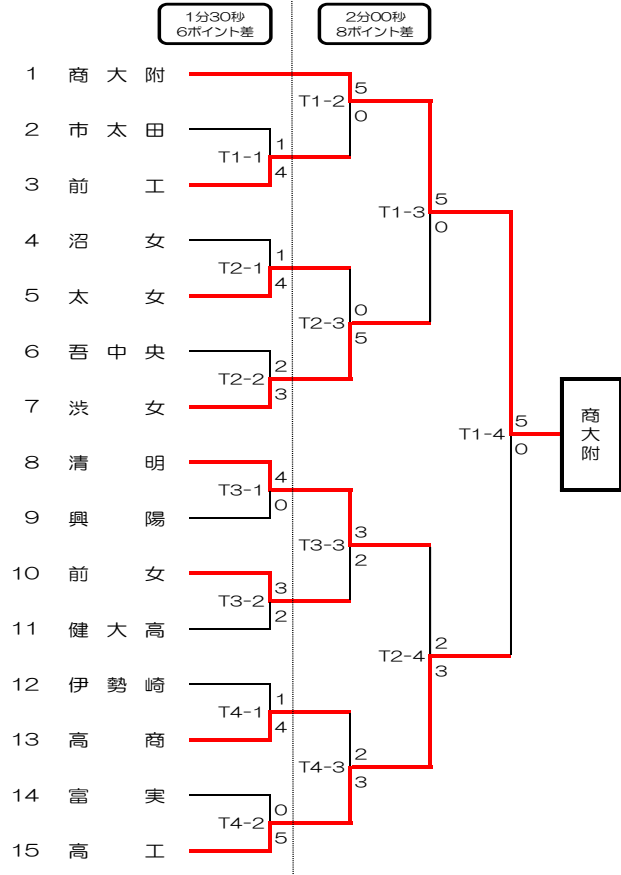 1分30秒
6ポイント差
2分00秒
8ポイント差
1 商大附
5
T1-2
0
2 市太田
1
T1-1
4
3 前工
5
T1-3
0
4 沼女
1
T2-1
4
5 太女
0
T2-3
5
6 吾中央
2
T2-2
3
7 渋女
商大附
5
T1-4
0
8 清明
4
T3-1
0
9 興陽
3
T3-3
2
10 前女
3
T3-2
2
11 健大高
2
T2-4
3
12 伊勢崎
1
T4-1
4
13 高商
2
T4-3
3
14 富実
0
T4-2
5
15 高工